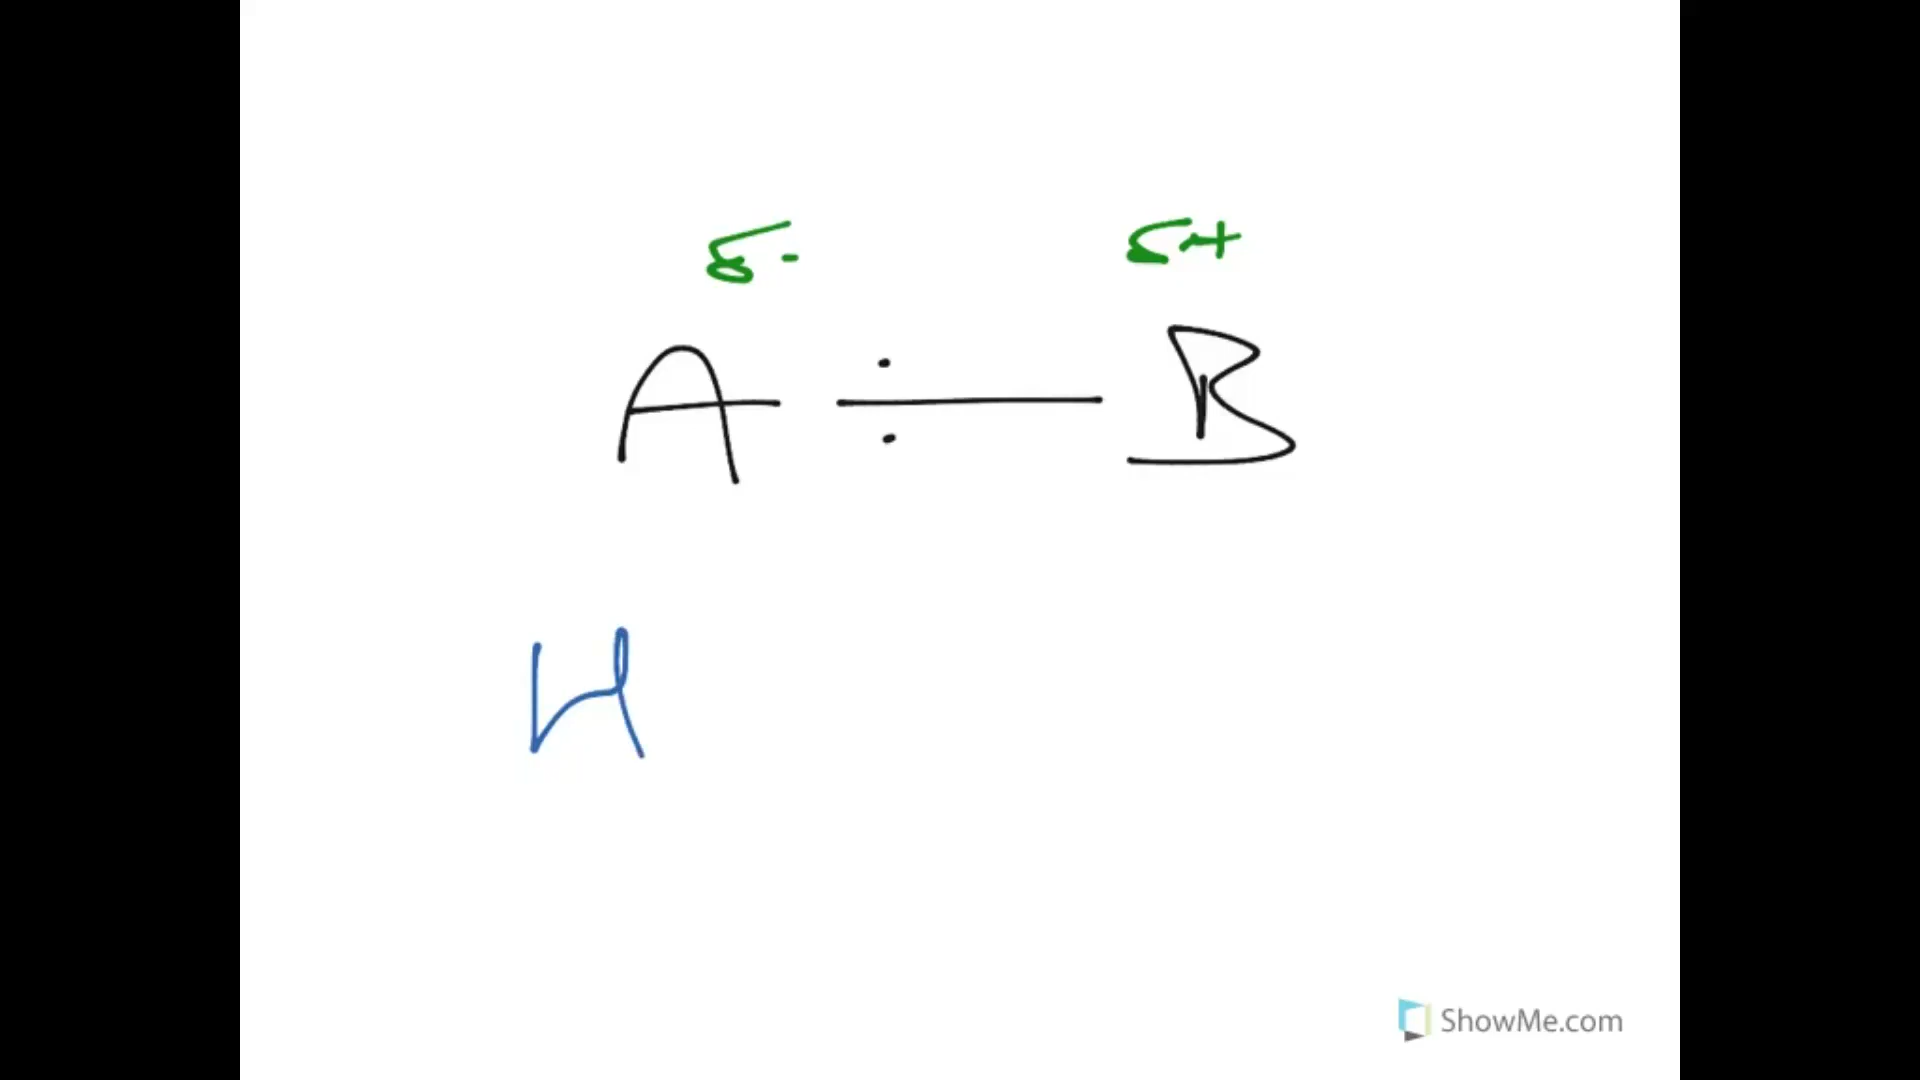 δ- δ+
A : — B
H
ShowMe.com